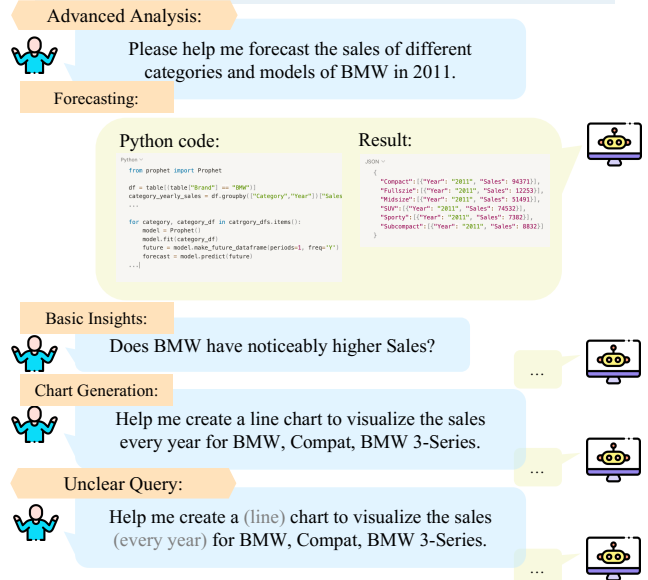 Advanced Analysis:
Please help me forecast the sales of different
categories and models of BMW in 2011.
Forecasting:
Python code:
Python
from prophet import Prophet
df = table[(table["Brand"] == "BMW")]
category_yearly_sales = df.grouby(["Category","Year"])["Sales
...
for category, category_df in catrgory_dfs.items():
model = Prophet()
model.fit(category_df)
future = model.make_future_dataframe(periods=1, freq='Y')
forecast = model.predict(future)
...
Result:
JSON
{
"Compact":[{"Year": "2011", "Sales": 94371}],
"Fullszie":[{"Year": "2011", "Sales": 12253}],
"Midsize":[{"Year": "2011", "Sales": 51491}],
"SUV":[{"Year": "2011", "Sales": 74532}],
"Sporty":[{"Year": "2011", "Sales": 7382}],
"Subcompact":[{"Year": "2011", "Sales": 8832}]
}
Basic Insights:
Does BMW have noticeably higher Sales?
...
Chart Generation:
Help me create a line chart to visualize the sales
every year for BMW, Compat, BMW 3-Series.
...
Unclear Query:
Help me create a (line) chart to visualize the sales
(every year) for BMW, Compat, BMW 3-Series.
...